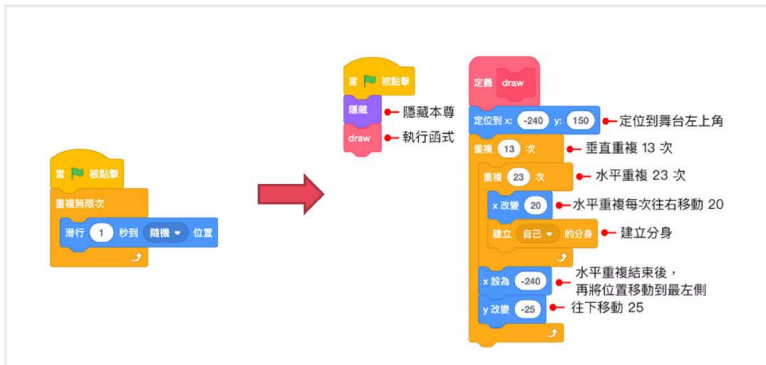 當 被點擊
重複無限次
滑行 1 秒到 隨機 位置
當 被點擊
隱藏
隱藏本尊
draw
執行函式
定義 draw
定位到 x: -240 y: 150
定位到舞台左上角
重複 13 次
垂直重複 13 次
重複 23 次
水平重複 23 次
x 改變 20
水平重複每次往右移動 20
建立 自己 的分身
建立分身
x 設為 -240
水平重複結束後，
再將位置移動到最左側
y 改變 -25
往下移動 25